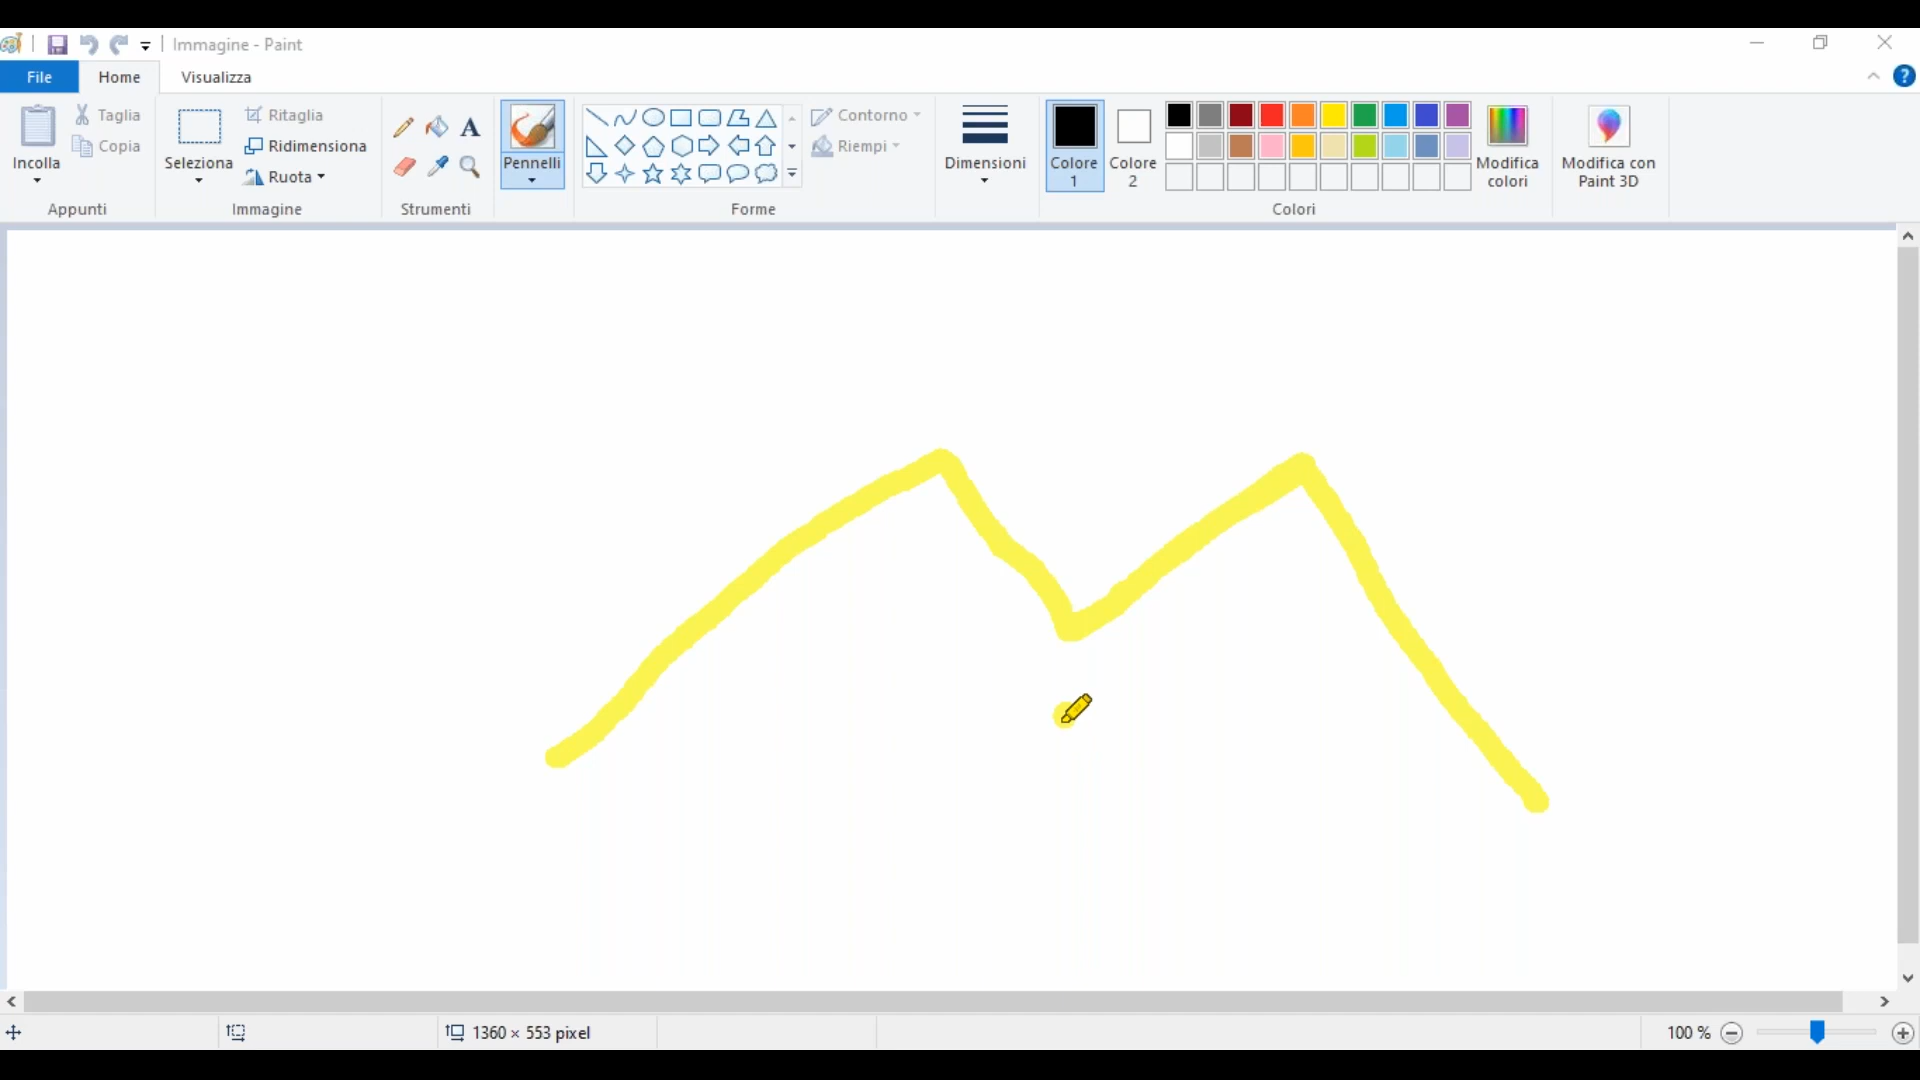 Immagine - Paint
File Home Visualizza
Incolla
Taglia
Copia
Appunti
Seleziona
Ritaglia
Ridimensiona
Ruota
Immagine
A
Strumenti
Pennelli
Contorno
Riempi
Forme
Dimensioni
Colore
1
Colore
2
Modifica
colori
Colori
Modifica con
Paint 3D
?
1360 × 553 pixel
100 %